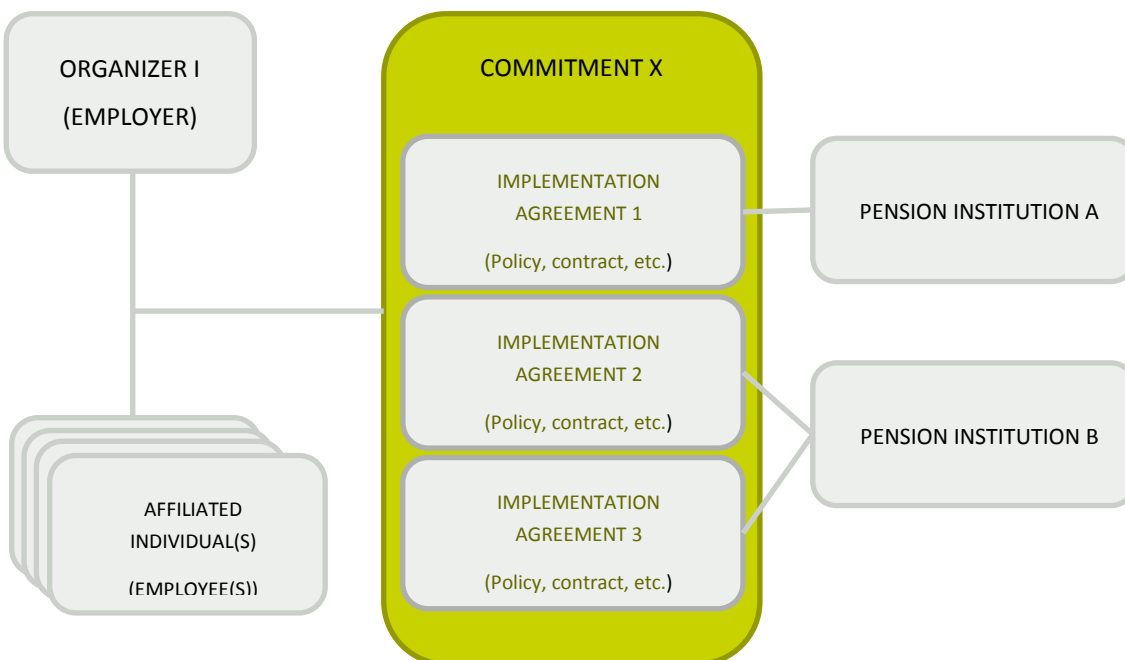 ORGANIZER I
(EMPLOYER)
COMMITMENT X
IMPLEMENTATION
AGREEMENT 1
(Policy, contract, etc.)
PENSION INSTITUTION A
IMPLEMENTATION
AGREEMENT 2
(Policy, contract, etc.)
PENSION INSTITUTION B
AFFILIATED
INDIVIDUAL(S)
(EMPLOYEE(S))
IMPLEMENTATION
AGREEMENT 3
(Policy, contract, etc.)